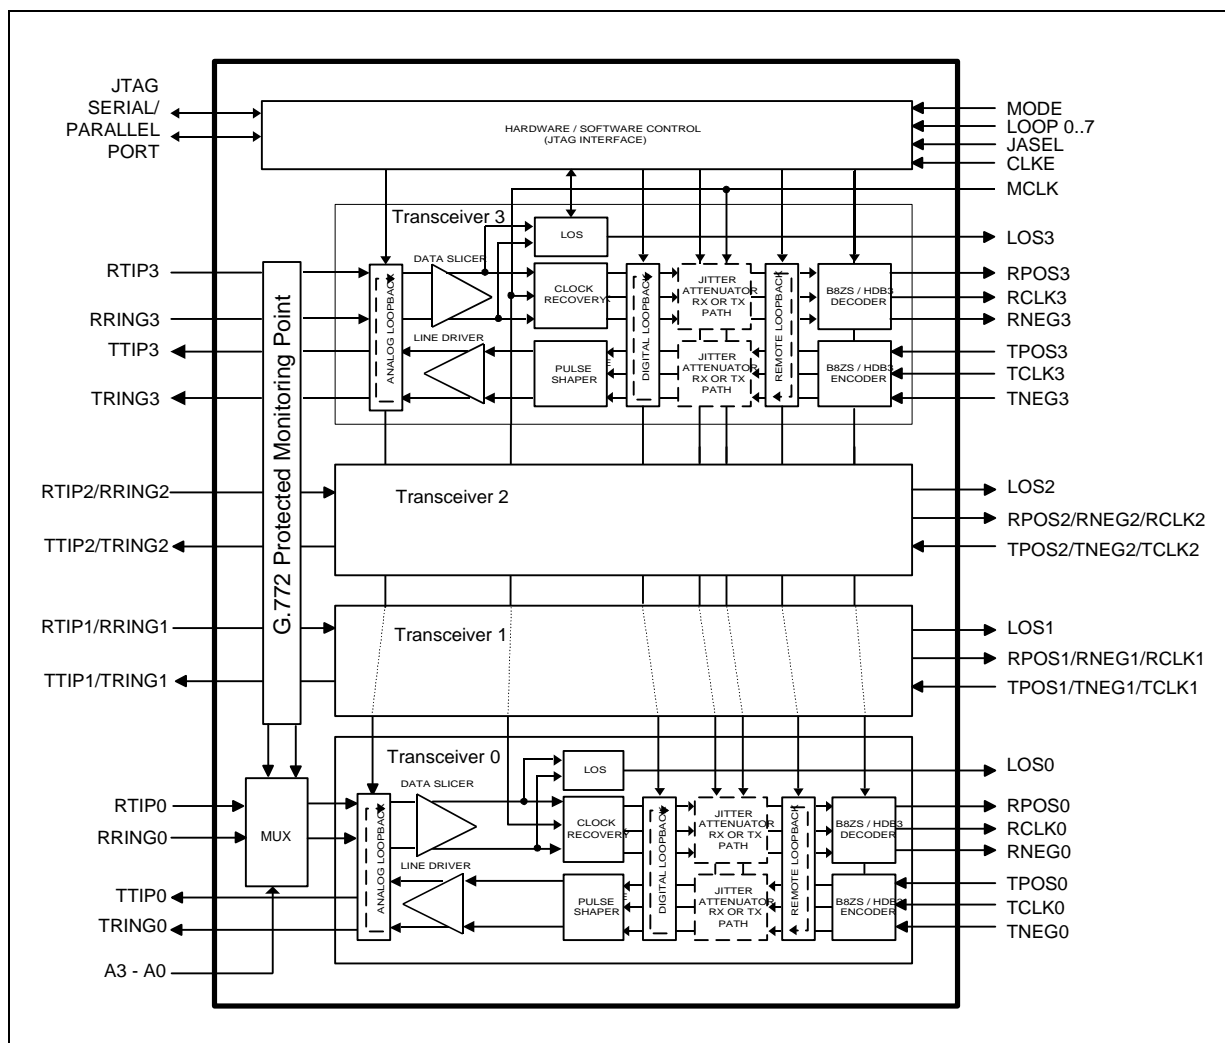 JTAG
SERIAL/
PARALLEL
PORT
HARDWARE / SOFTWARE CONTROL
(JTAG INTERFACE)
MODE
LOOP 0..7
JASEL
CLKE
MCLK
Transceiver 3
LOS
LOS3
RTIP3
RRING3
TTIP3
TRING3
G.772 Protected Monitoring Point
ANALOG LOOPBACK
DATA SLICER
LINE DRIVER
CLOCK
RECOVERY
PULSE
SHAPER
DIGITAL LOOPBACK
JITTER
ATTENUATOR
RX OR TX
PATH
JITTER
ATTENUATOR
RX OR TX
PATH
REMOTE LOOPBACK
B8ZS / HDB3
DECODER
B8ZS / HDB3
ENCODER
RPOS3
RCLK3
RNEG3
TPOS3
TCLK3
TNEG3
RTIP2/RRING2
TTIP2/TRING2
Transceiver 2
LOS2
RPOS2/RNEG2/RCLK2
TPOS2/TNEG2/TCLK2
RTIP1/RRING1
TTIP1/TRING1
Transceiver 1
LOS1
RPOS1/RNEG1/RCLK1
TPOS1/TNEG1/TCLK1
Transceiver 0
LOS
LOS0
RTIP0
RRING0
TTIP0
TRING0
A3 - A0
MUX
ANALOG LOOPBACK
DATA SLICER
LINE DRIVER
CLOCK
RECOVERY
PULSE
SHAPER
DIGITAL LOOPBACK
JITTER
ATTENUATOR
RX OR TX
PATH
JITTER
ATTENUATOR
RX OR TX
PATH
REMOTE LOOPBACK
B8ZS / HDB3
DECODER
B8ZS / HDB3
ENCODER
RPOS0
RCLK0
RNEG0
TPOS0
TCLK0
TNEG0